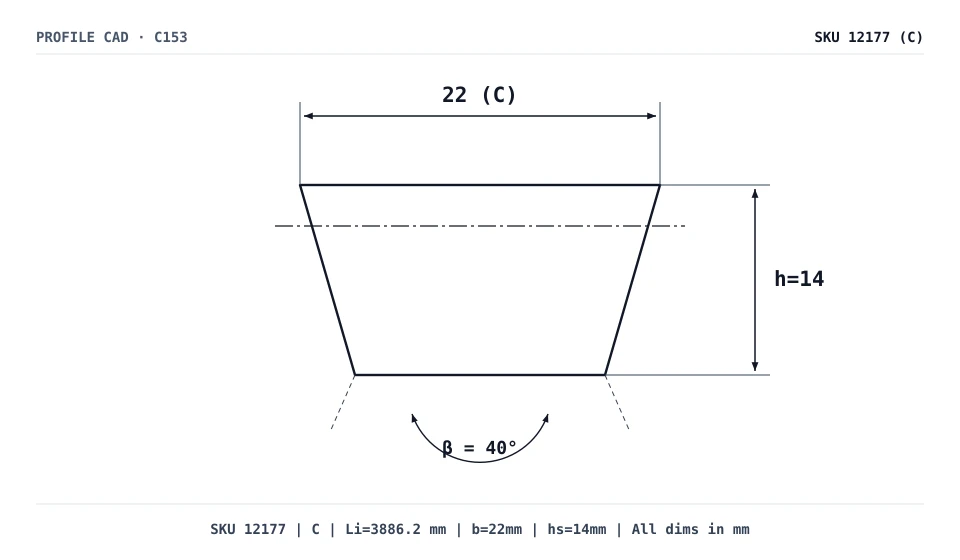 PROFILE CAD · C153
SKU 12177 (C)
22 (C)
h=14
β = 40°
SKU 12177 | C | Li=3886.2 mm | b=22mm | hs=14mm | All dims in mm